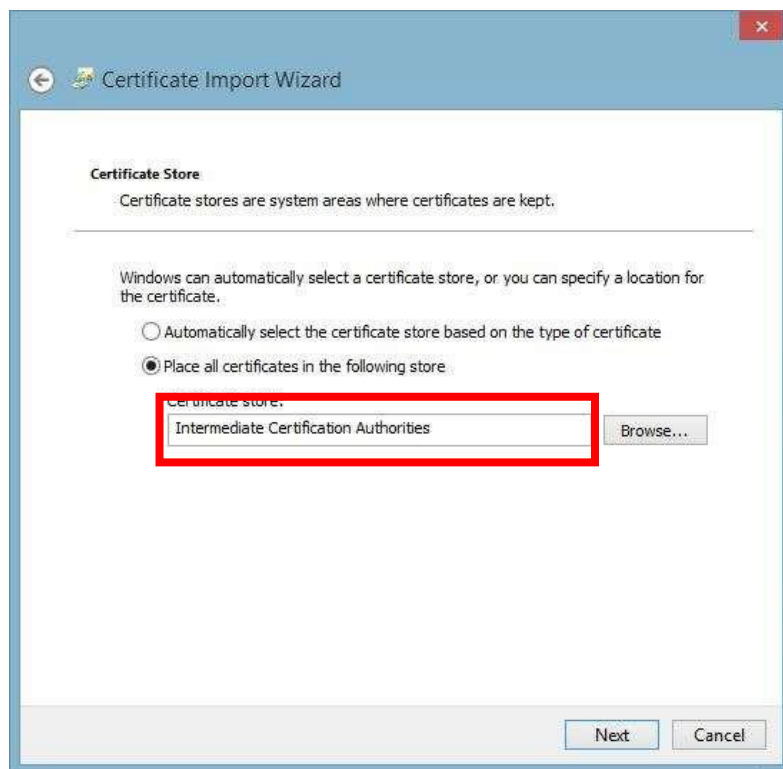 Certificate Import Wizard
Certificate Store
Certificate stores are system areas where certificates are kept.
Windows can automatically select a certificate store, or you can specify a location for
the certificate.
Automatically select the certificate store based on the type of certificate
Place all certificates in the following store
Certificate store:
Intermediate Certification Authorities
Browse...
Next
Cancel